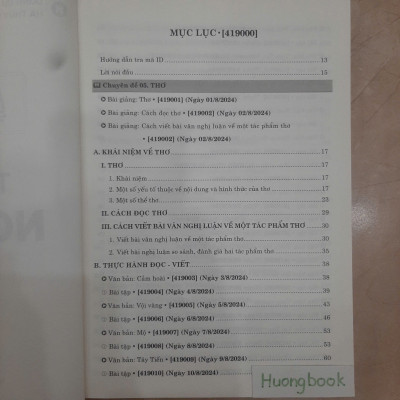 MỤC LỤC • [419000]
Hướng dẫn tra mã ID 13
Lời nói đầu 15
Chuyên đề 05. THƠ
Bài giảng: Thơ • [419001] (Ngày 01/8/2024)
Bài giảng: Cách đọc thơ • [419002] (Ngày 02/8/2024)
Bài giảng: Cách viết bài văn nghị luận về một tác phẩm thơ
• [419002] (Ngày 02/8/2024)
A. KHÁI NIỆM VỀ THƠ 17
I. THƠ 17
1. Khái niệm 17
2. Một số yếu tố thuộc về nội dung và hình thức của thơ 17
3. Một số thể thơ 23
II. CÁCH ĐỌC THƠ 29
III. CÁCH VIẾT BÀI VĂN NGHỊ LUẬN VỀ MỘT TÁC PHẨM THƠ 30
1. Viết bài văn nghị luận về một tác phẩm thơ 30
2. Viết bài nghị luận so sánh, đánh giá hai tác phẩm thơ 35
B. THỰC HÀNH ĐỌC - VIẾT 38
Văn bản: Cảm hoài • [419003] (Ngày 3/8/2024) 38
Bài tập • [419004] (Ngày 4/8/2024) 39
Văn bản: Vội vàng • [419005] (Ngày 5/8/2024) 43
Bài tập • [419006] (Ngày 6/8/2024) 46
Văn bản: Mộ • [419007] (Ngày 7/8/2024) 53
Bài tập • [419008] (Ngày 8/8/2024) 53
Văn bản: Tây Tiến • [419009] (Ngày 9/8/2024) 60
Bài tập • [419010] (Ngày 10/8/2024)
Huongbook